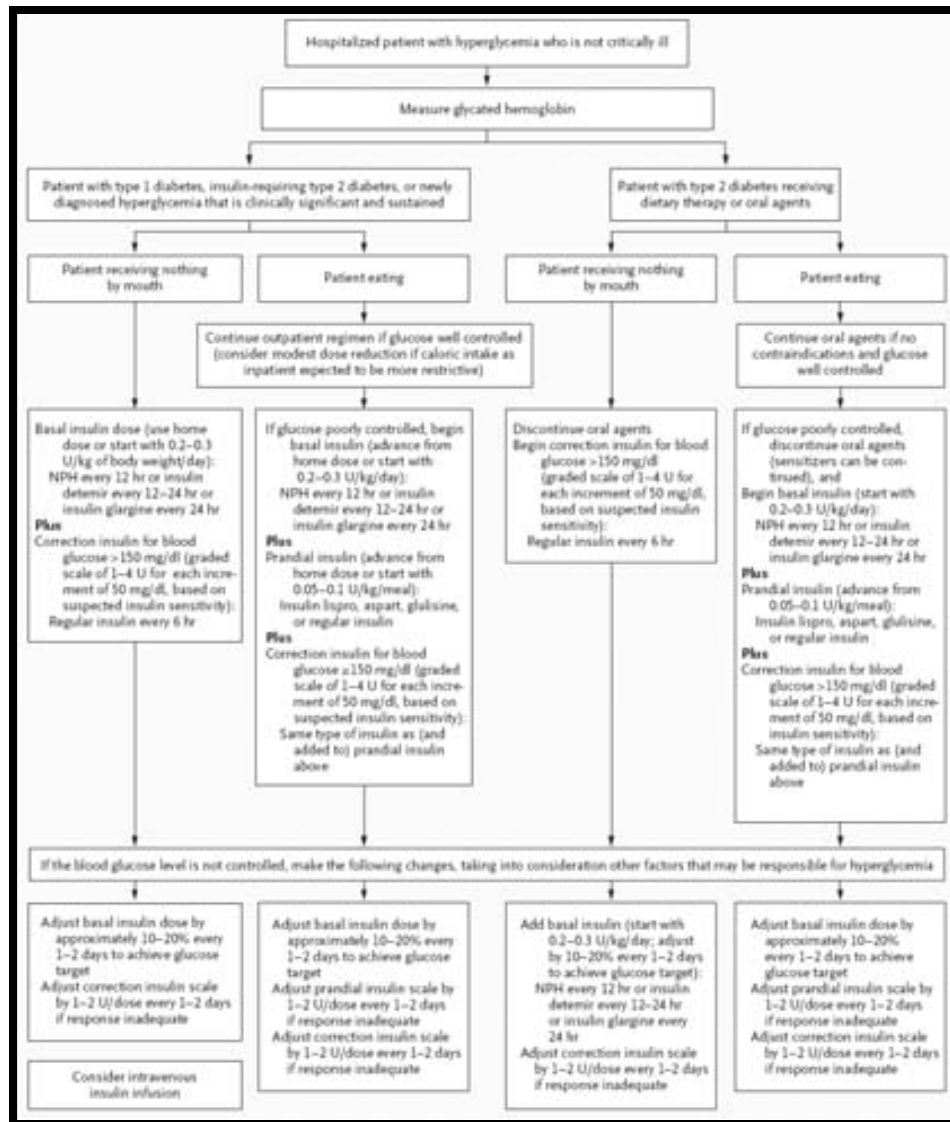 Hospitalized patient with hyperglycemia who is not critically ill
Measure glycated hemoglobin
Patient with type 1 diabetes, insulin-requiring type 2 diabetes, or newly
diagnosed hyperglycemia that is clinically significant and sustained
Patient with type 2 diabetes receiving
dietary therapy or oral agents
Patient receiving nothing
by mouth
Patient eating
Patient receiving nothing
by mouth
Patient eating
Continue outpatient regimen if glucose well controlled
(consider modest dose reduction if caloric intake as
inpatient expected to be more restrictive)
Continue oral agents if no
contraindications and glucose
well controlled
Basal insulin dose (use home
dose or start with 0.2–0.3
U/kg of body weight/day):
NPH every 12 hr or insulin
detemir every 12–24 hr or
insulin glargine every 24 hr
Plus
Correction insulin for blood
glucose >150 mg/dl (graded
scale of 1–4 U for each incre-
ment of 50 mg/dl, based on
suspected insulin sensitivity):
Regular insulin every 6 hr
If glucose poorly controlled, begin
basal insulin (advance from
home dose or start with
0.2–0.3 U/kg/day):
NPH every 12 hr or insulin
detemir every 12–24 hr or
insulin glargine every 24 hr
Plus
Prandial insulin (advance from
home dose or start with
0.05–0.1 U/kg/meal):
Insulin lispro, aspart, glulisine,
or regular insulin
Plus
Correction insulin for blood
glucose ≥150 mg/dl (graded
scale of 1–4 U for each incre-
ment of 50 mg/dl, based on
suspected insulin sensitivity):
Same type of insulin as (and
added to) prandial insulin
above
Discontinue oral agents
Begin correction insulin for blood
glucose >150 mg/dl
(graded scale of 1–4 U for
each increment of 50 mg/dl,
based on suspected insulin
sensitivity):
Regular insulin every 6 hr
If glucose poorly controlled,
discontinue oral agents
(sensitizers can be con-
tinued), and
Begin basal insulin (start with
0.2–0.3 U/kg/day):
NPH every 12 hr or insulin
detemir every 12–24 hr or
insulin glargine every 24 hr
Plus
Prandial insulin (advance from
0.05–0.1 U/kg/meal):
Insulin lispro, aspart, glulisine,
or regular insulin
Plus
Correction insulin for blood
glucose >150 mg/dl (graded
scale of 1–4 U for each incre-
ment of 50 mg/dl, based on
insulin sensitivity):
Same type of insulin as (and
added to) prandial insulin
above
If the blood glucose level is not controlled, make the following changes, taking into consideration other factors that may be responsible for hyperglycemia
Adjust basal insulin dose by
approximately 10–20% every
1–2 days to achieve glucose
target
Adjust correction insulin scale
by 1–2 U/dose every 1–2 days
if response inadequate
Consider intravenous
insulin infusion
Adjust basal insulin dose by
approximately 10–20% every
1–2 days to achieve glucose
target
Adjust prandial insulin scale by
1–2 U/dose every 1–2 days
if response inadequate
Adjust correction insulin scale
by 1–2 U/dose every 1–2 days
if response inadequate
Add basal insulin (start with
0.2–0.3 U/kg/day; adjust
by 10–20% every 1–2 days
to achieve glucose target):
NPH every 12 hr or insulin
detemir every 12–24 hr
or insulin glargine every
24 hr
Adjust correction insulin scale
by 1–2 U/dose every 1–2 days
if response inadequate
Adjust basal insulin dose by
approximately 10–20%
every 1–2 days to achieve
glucose target
Adjust prandial insulin scale by
1–2 U/dose every 1–2 days
if response inadequate
Adjust correction insulin scale
by 1–2 U/dose every 1–2 days
if response inadequate